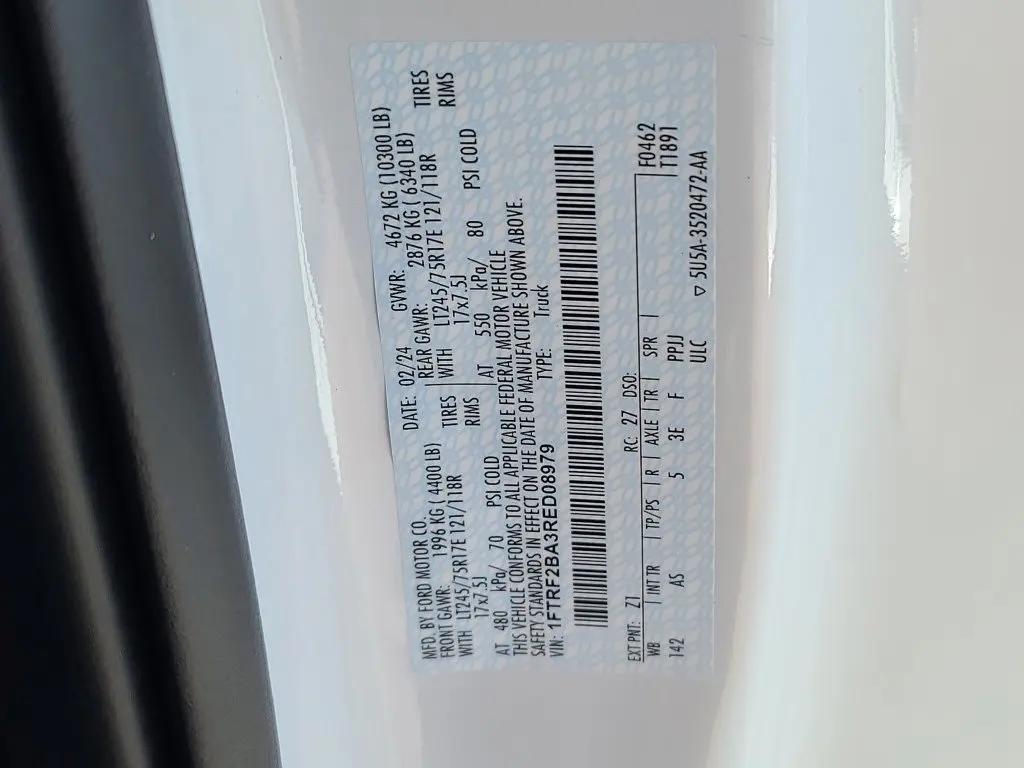 MFD. BY FORD MOTOR CO.
DATE: 02/24 GVWR: 4672 KG (10300 LB)
FRONT GAWR: 1996 KG ( 4400 LB) REAR GAWR: 2876 KG ( 6340 LB)
WITH LT245/75R17E 121/118R TIRES WITH LT245/75R17E 121/118R TIRES
17x7.5J RIMS 17x7.5J RIMS
AT 480 kPa/ 70 PSI COLD AT 550 kPa/ 80 PSI COLD
THIS VEHICLE CONFORMS TO ALL APPLICABLE FEDERAL MOTOR VEHICLE
SAFETY STANDARDS IN EFFECT ON THE DATE OF MANUFACTURE SHOWN ABOVE.
VIN: 1FTRF2BA3RED08979 TYPE: Truck
EXT PNT: Z1 RC: 27 DSO: F0462
WB INT TR TP/PS R AXLE TR SPR T1891
142 AS 5 3E F PPJJ
ULC ▽ 5U5A-3520472-AA